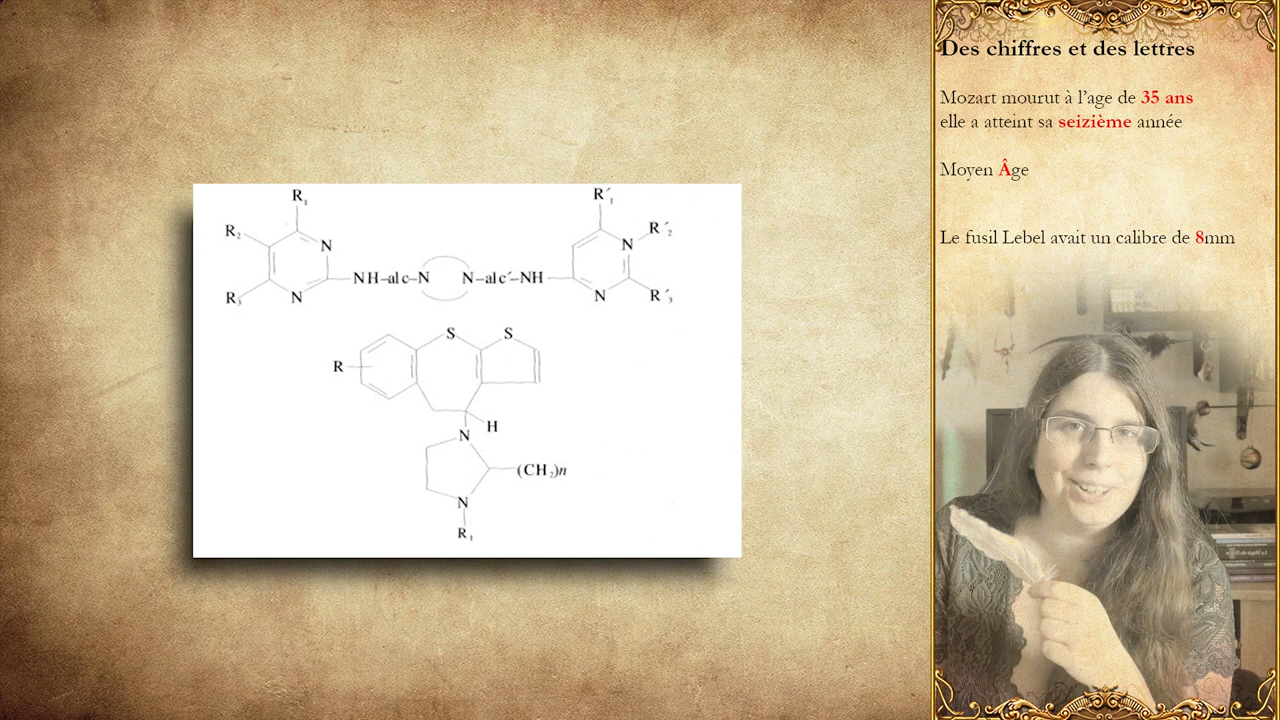 Des chiffres et des lettres
Mozart mourut à l'age de 35 ans
elle a atteint sa seizième année
Moyen Âge
Le fusil Lebel avait un calibre de 8mm
R₁
R₂
N
N
R₃
NH–alc–N
N–alc´–NH
R´₁
R´₂
N
N
R´₃
S
S
R
H
N
(CH₂)n
N
R₁